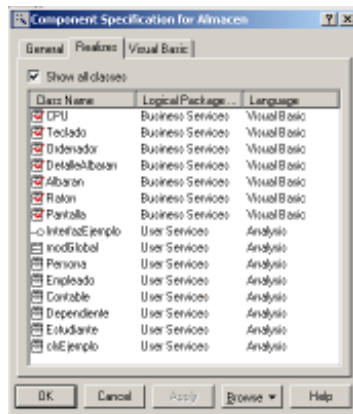 Component Specification for Almacen
General Realizes Visual Basic
Show all classes
Class Name Logical Package... Language
CPU Business Services Visual Basic
Teclado Business Services Visual Basic
Ordenador Business Services Visual Basic
DetalleAlbaran Business Services Visual Basic
Albaran Business Services Visual Basic
Raton Business Services Visual Basic
Pantalla Business Services Visual Basic
InterfazEjemplo User Services Analysis
modGlobal User Services Analysis
Persona User Services Analysis
Empleado User Services Analysis
Contable User Services Analysis
Dependiente User Services Analysis
Estudiante User Services Analysis
clsEjemplo User Services Analysis
OK Cancel Apply Browse Help